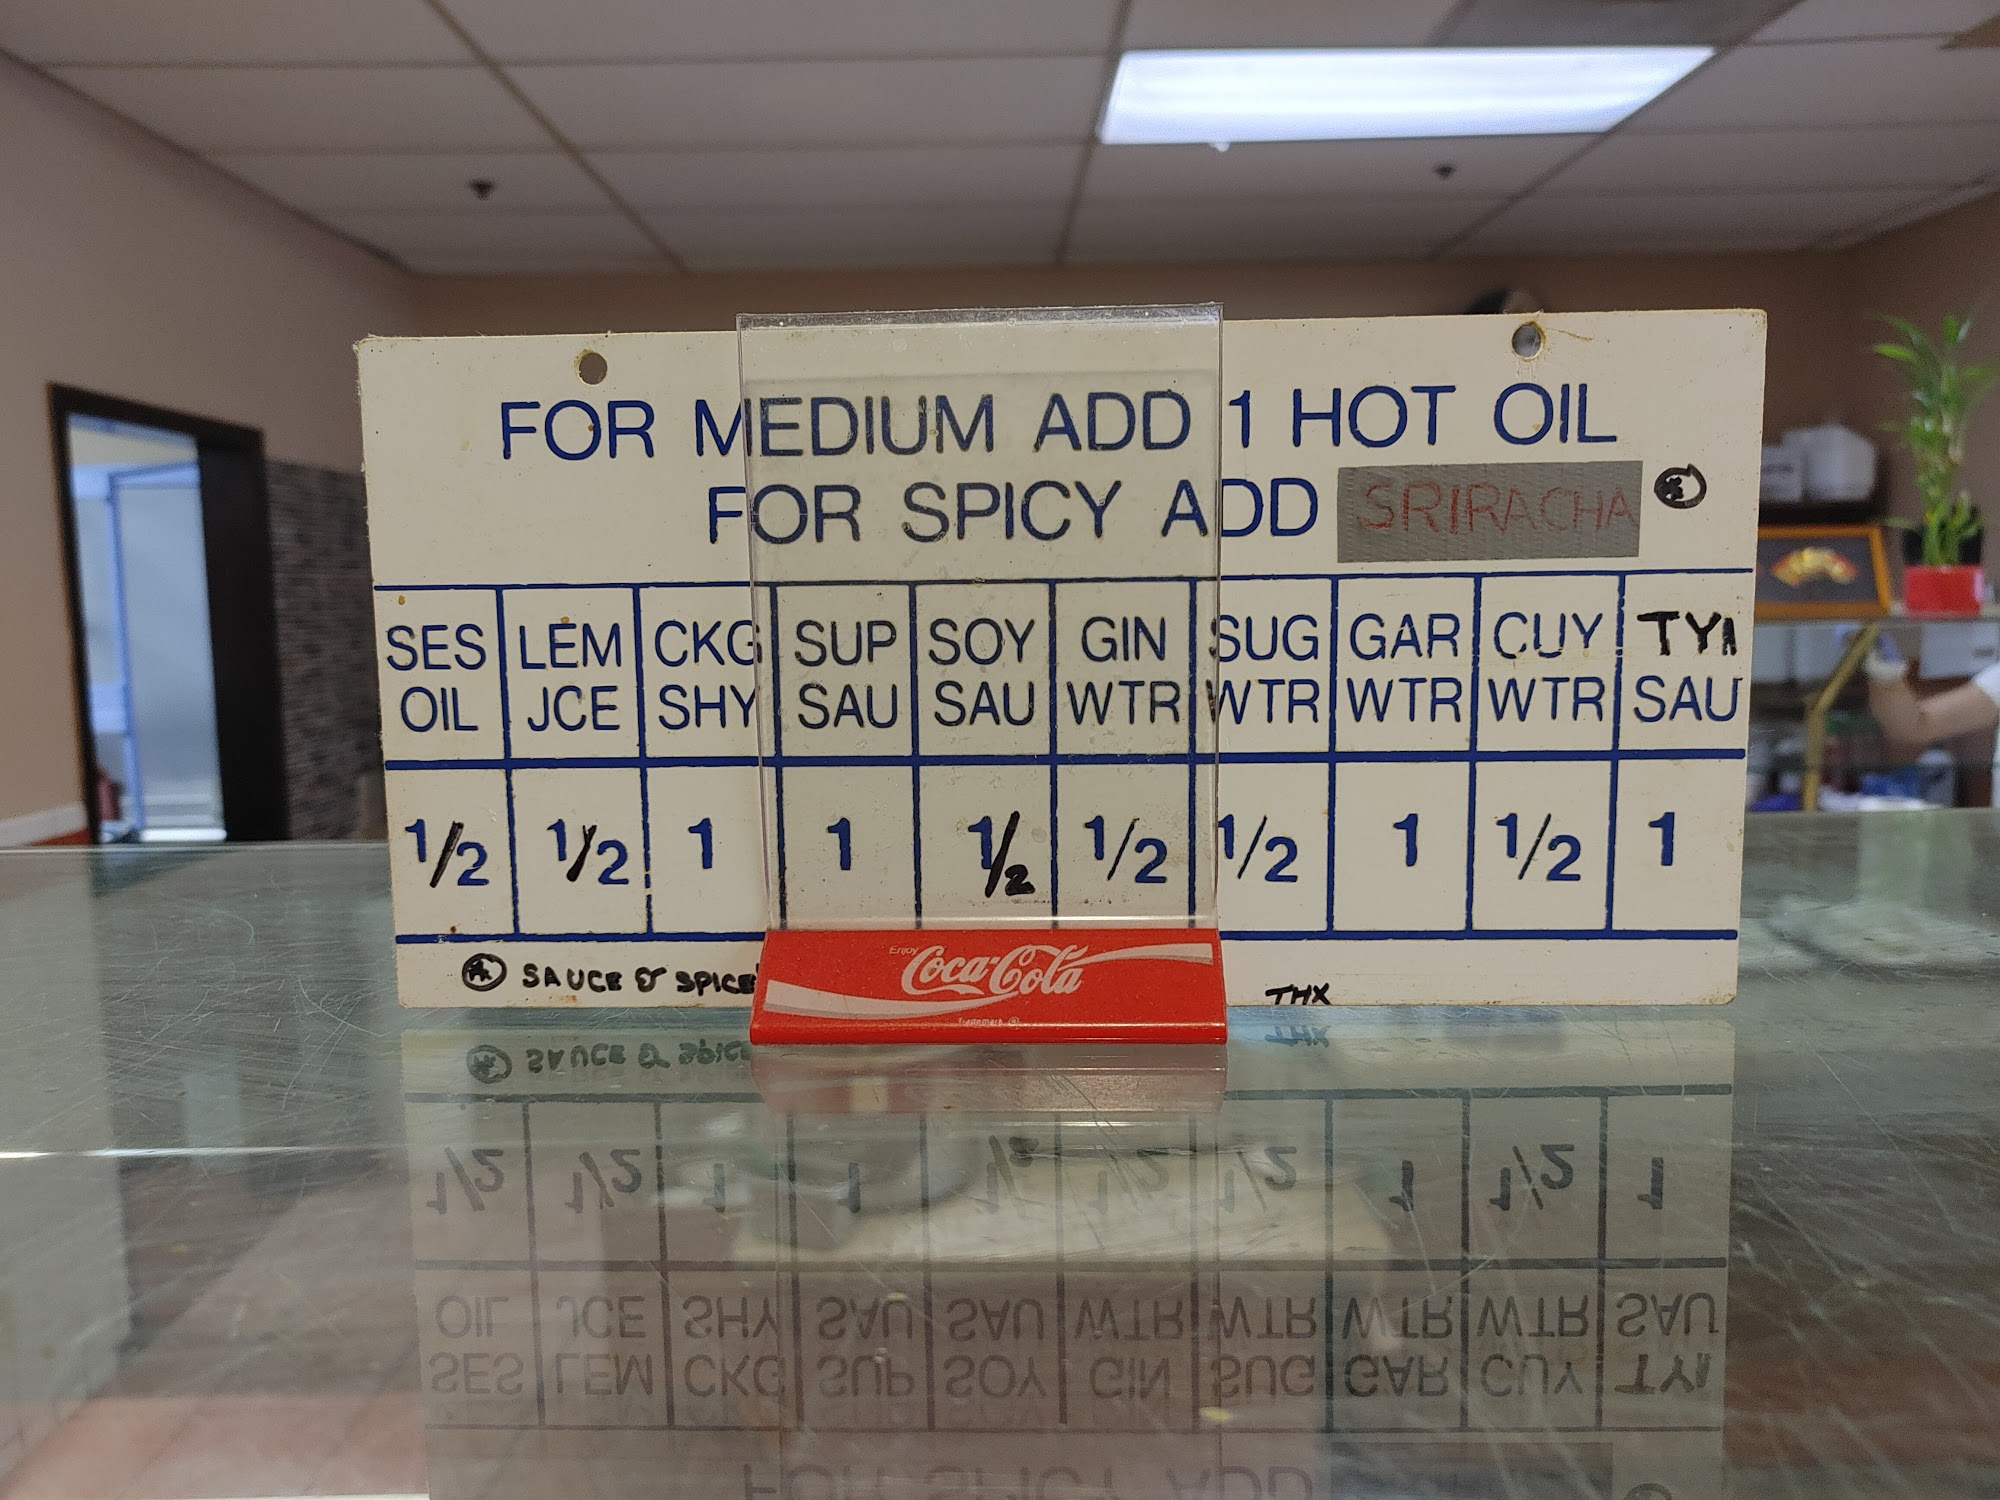 FOR MEDIUM ADD 1 HOT OIL
FOR SPICY ADD SRIRACHA
SES LEM CKG SUP SOY GIN SUG GAR CUY TYI
OIL JCE SHY SAU SAU WTR WTR WTR WTR SAU
1/2 1/2 1 1 1/2 1/2 1/2 1 1/2 1
SAUCE & SPICE THX
Enjoy
Coca-Cola
Trademark ®